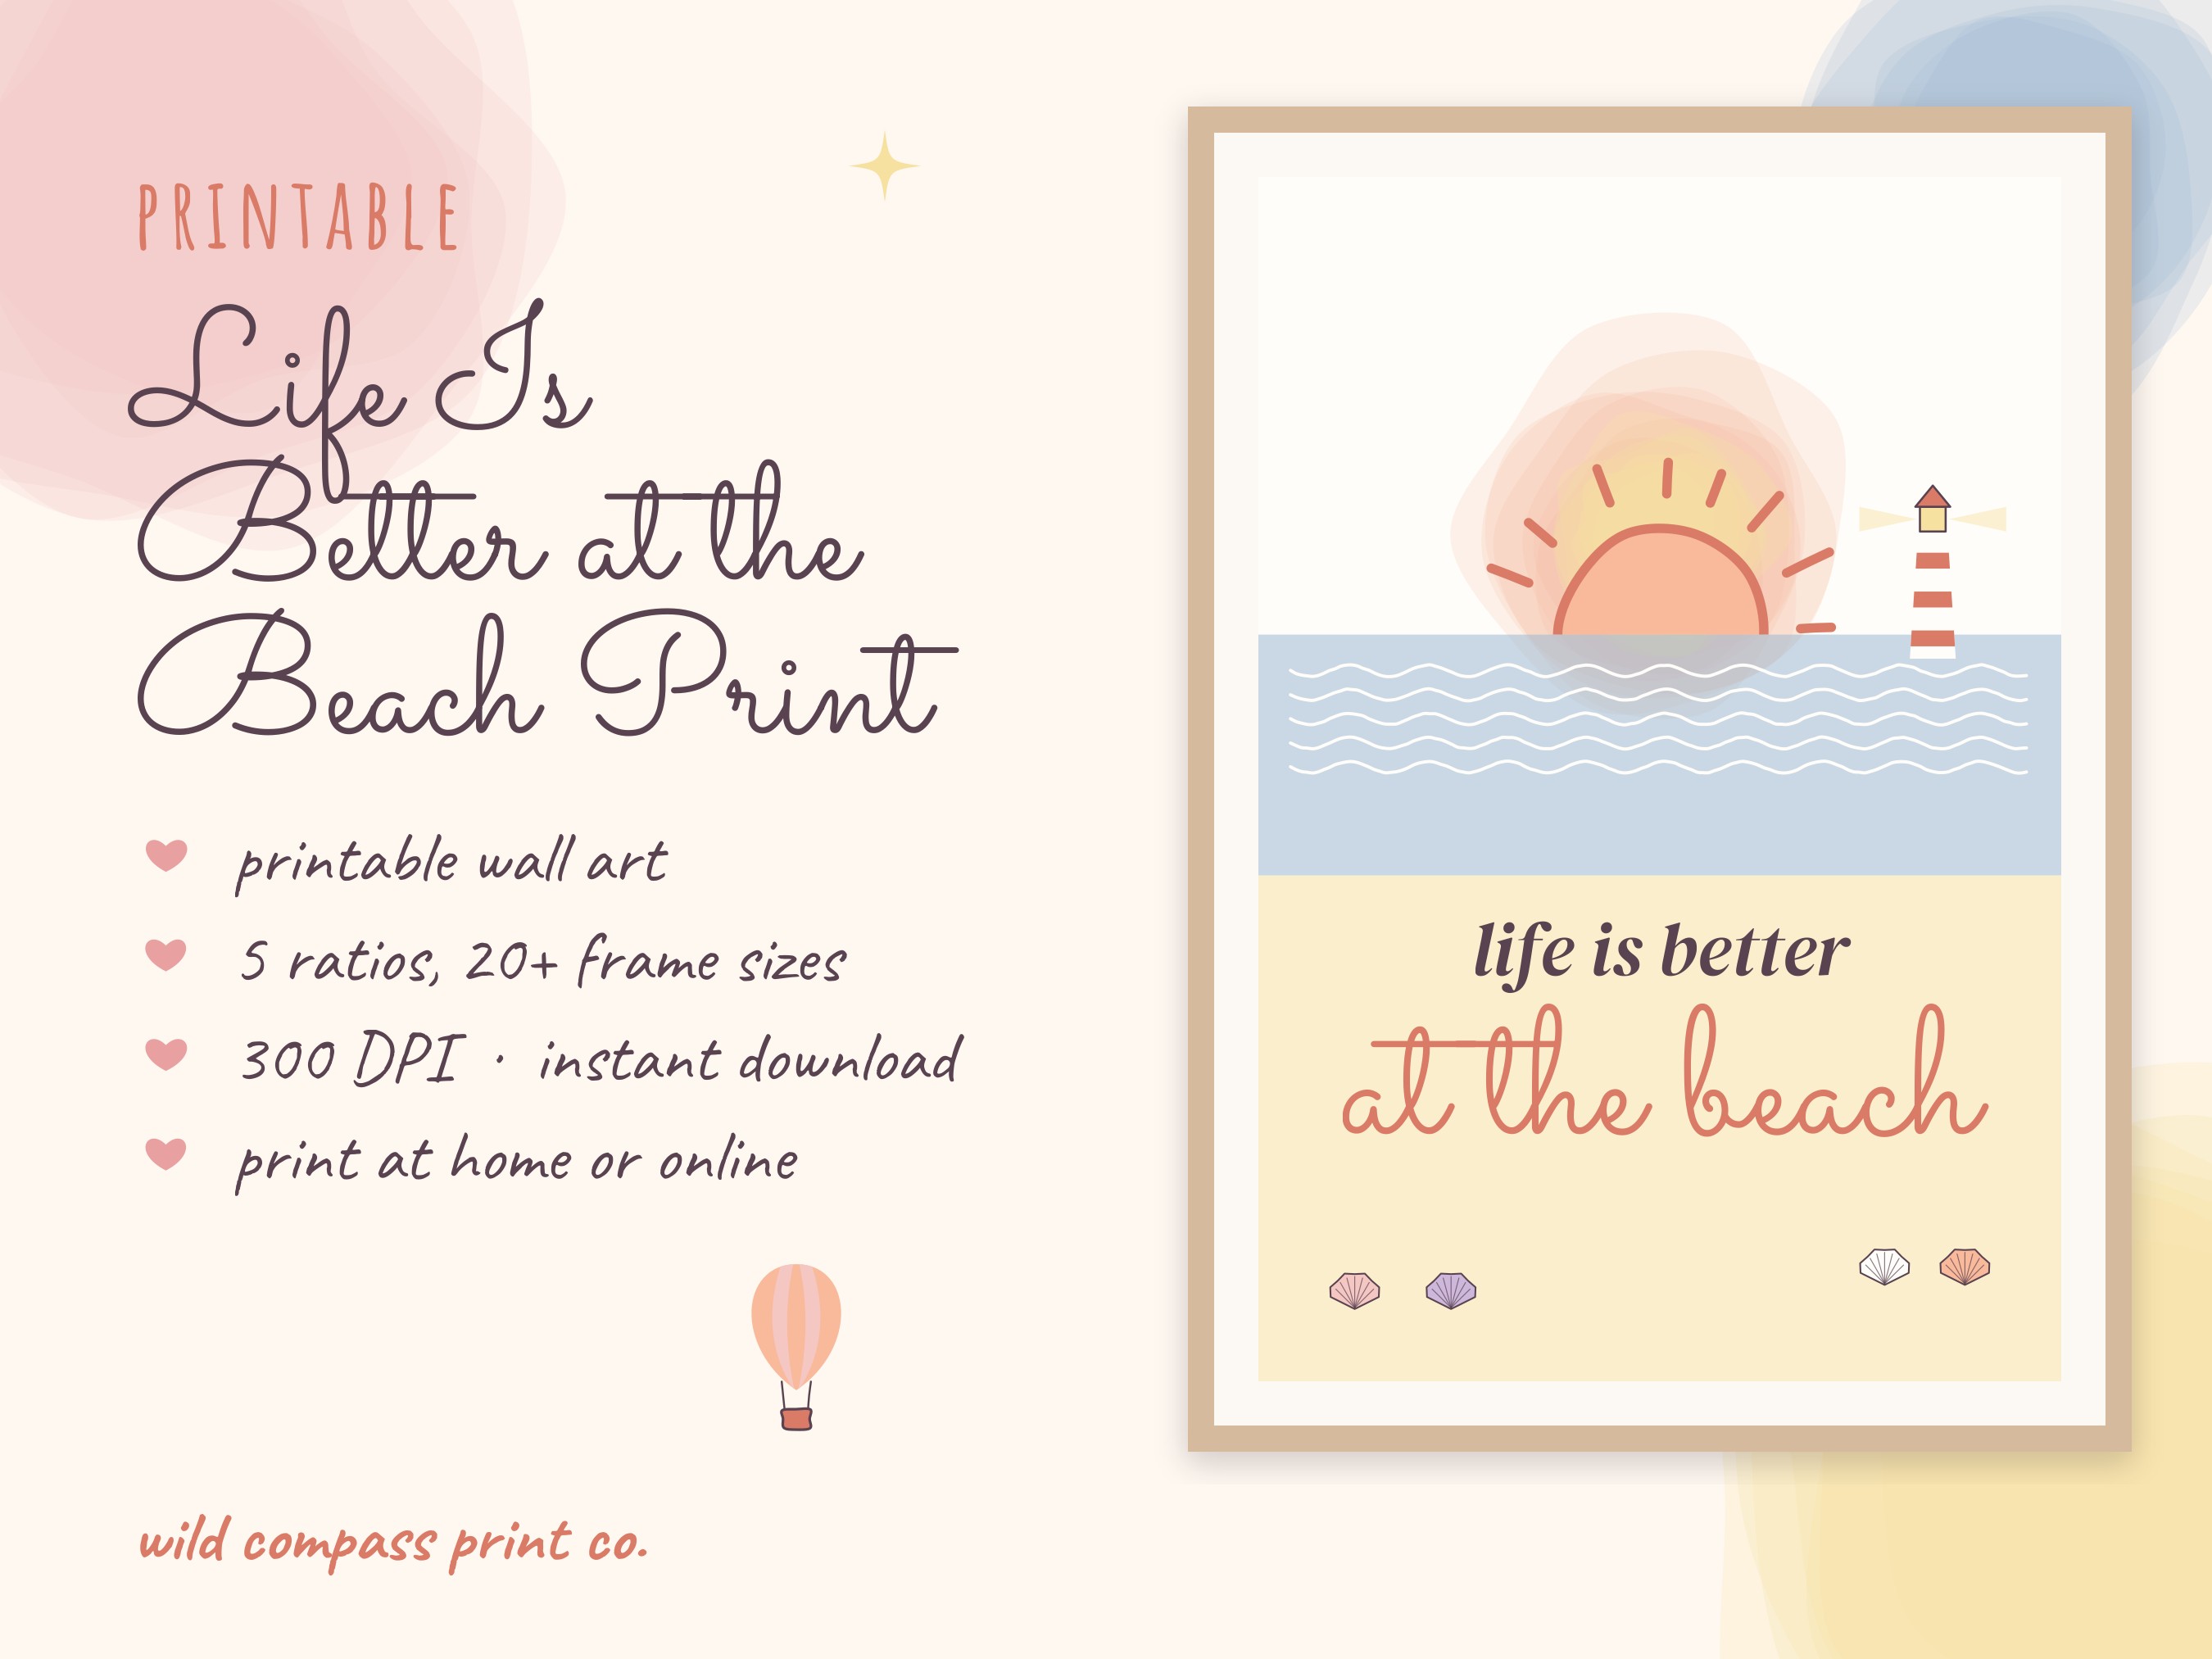 PRINTABLE
Life Is
Better at the
Beach Print
printable wall art
5 ratios, 20+ frame sizes
300 DPI · instant download
print at home or online
wild compass print co.
life is better
at the beach